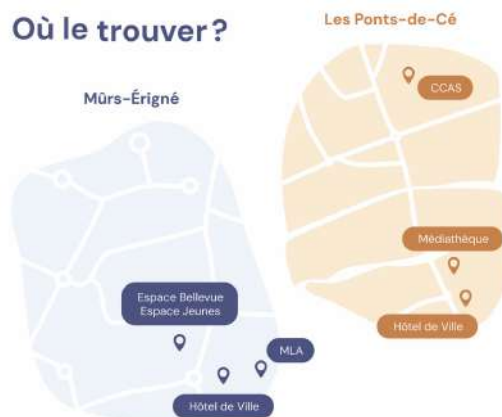 Où le trouver ?
Les Ponts-de-Cé
CCAS
Médiathèque
Hôtel de Ville
Mûrs-Érigné
Espace Bellevue
Espace Jeunes
MLA
Hôtel de Ville